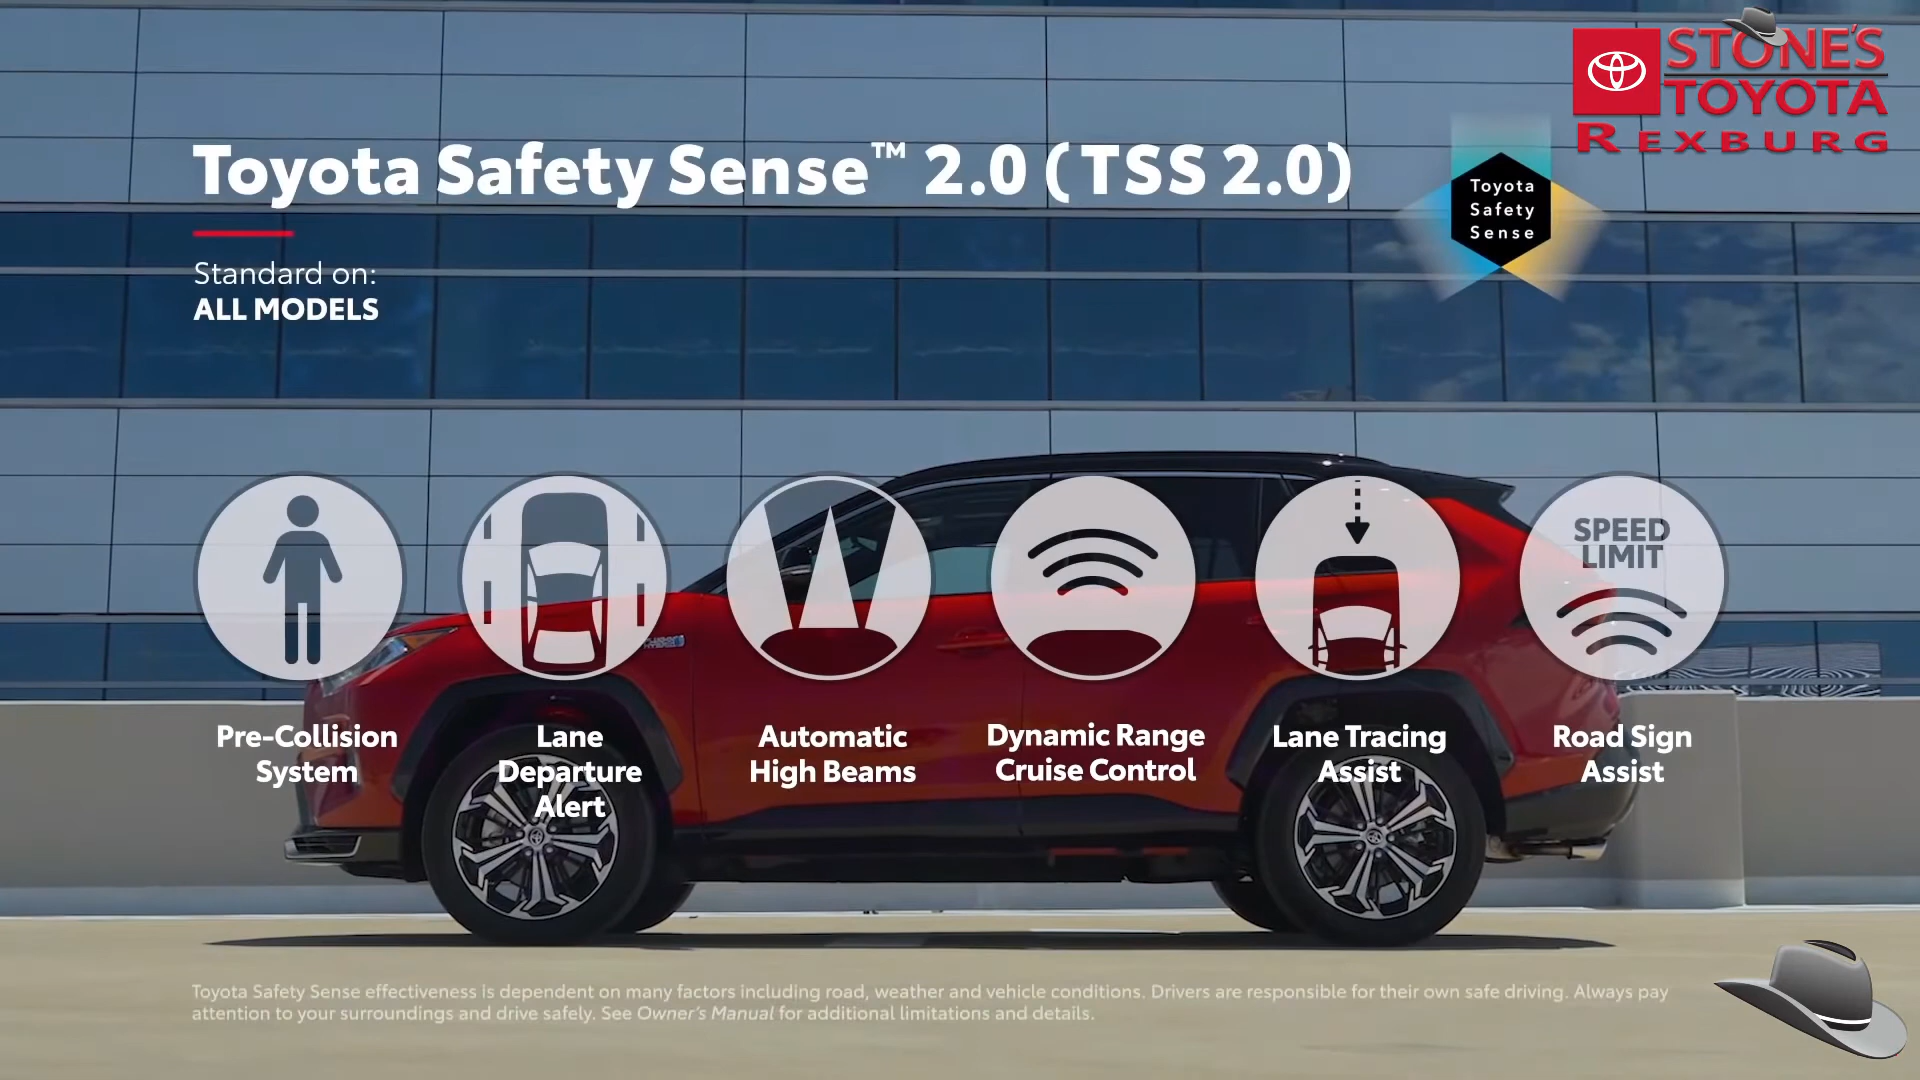 STONE'S
TOYOTA
REXBURG
Toyota Safety Sense™ 2.0 (TSS 2.0)
Toyota
Safety
Sense
Standard on:
ALL MODELS
SPEED
LIMIT
Pre-Collision
System
Lane
Departure
Alert
Automatic
High Beams
Dynamic Range
Cruise Control
Lane Tracing
Assist
Road Sign
Assist
Toyota Safety Sense effectiveness is dependent on many factors including road, weather and vehicle conditions. Drivers are responsible for their own safe driving. Always pay
attention to your surroundings and drive safely. See Owner's Manual for additional limitations and details.